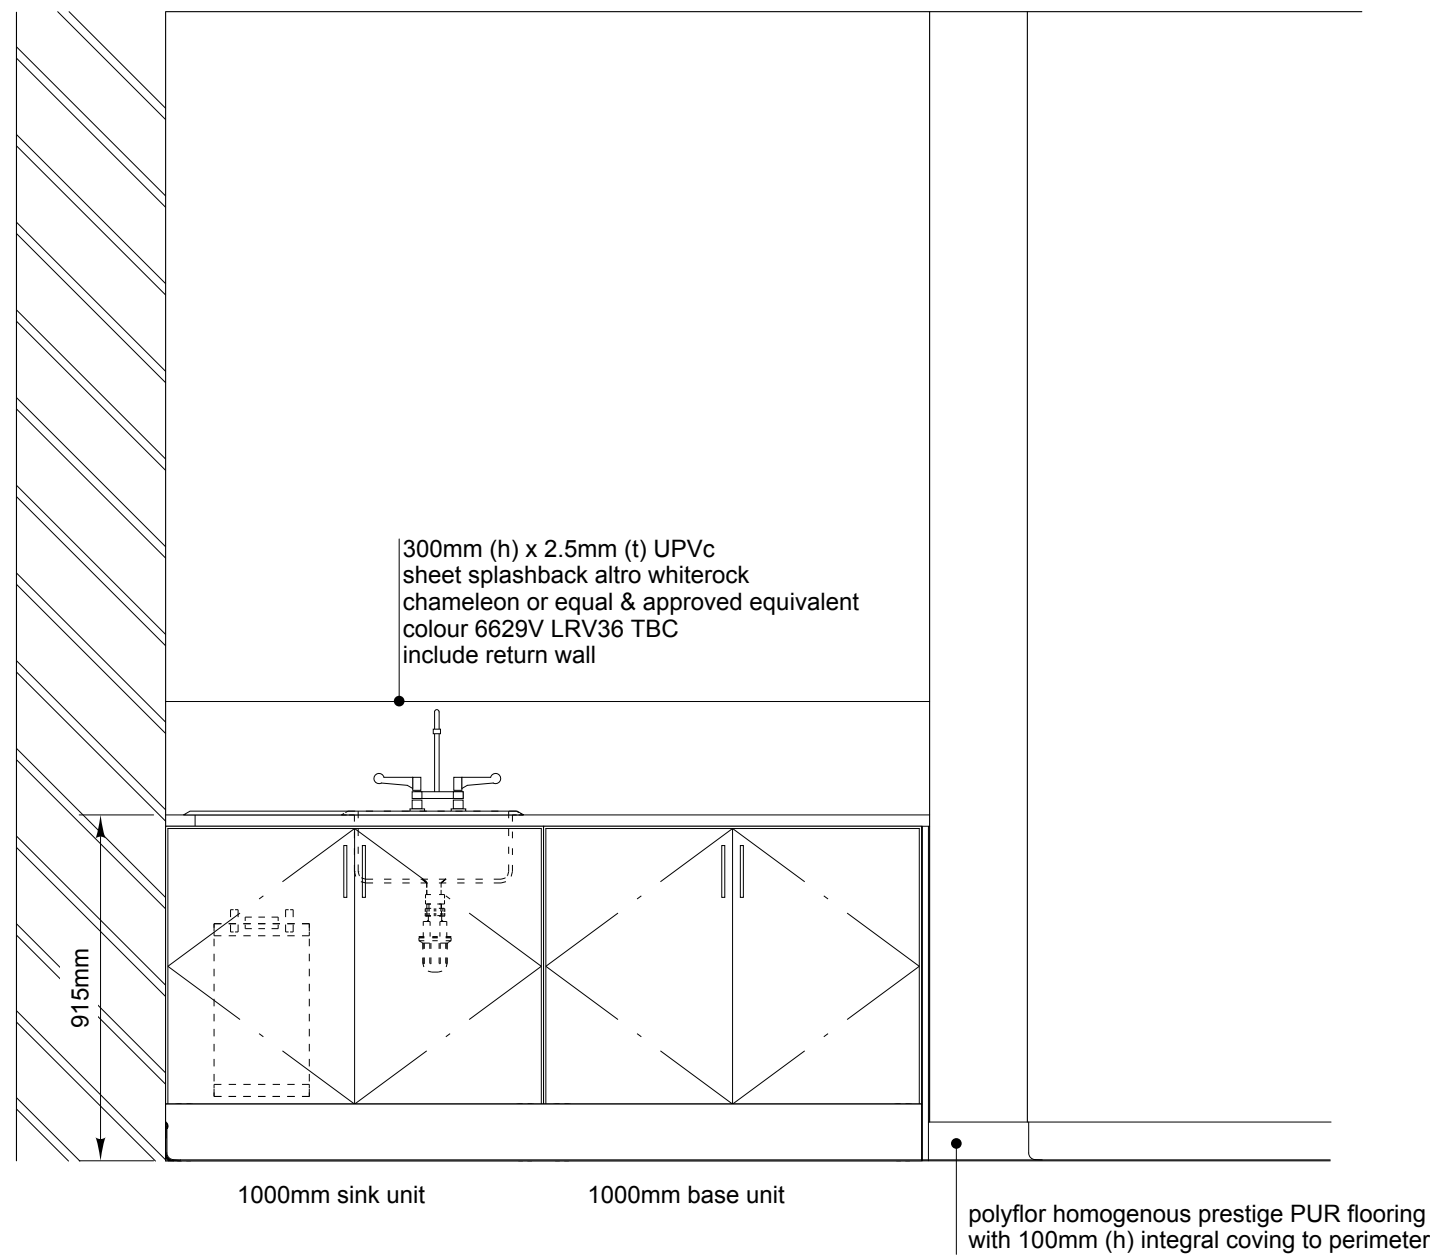 300mm (h) x 2.5mm (t) UPVc
sheet splashback altro whiterock
chameleon or equal & approved equivalent
colour 6629V LRV36 TBC
include return wall
915mm
1000mm sink unit
1000mm base unit
polyflor homogenous prestige PUR flooring
with 100mm (h) integral coving to perimeter